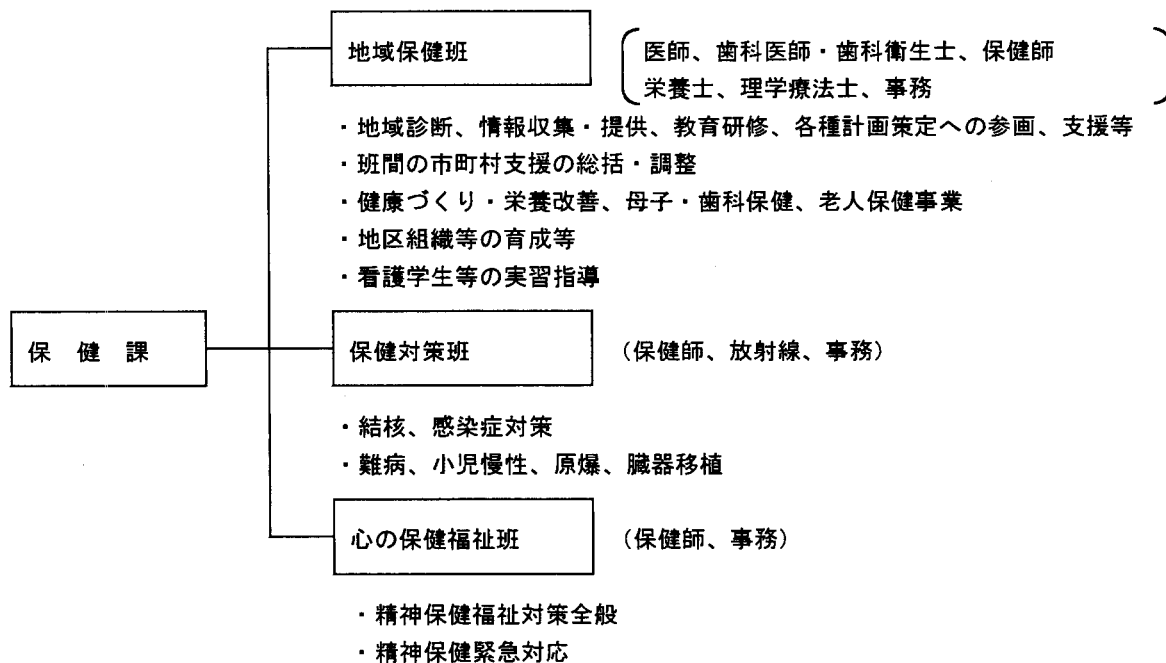 地域保健班
医師、歯科医師・歯科衛生士、保健師
栄養士、理学療法士、事務
・地域診断、情報収集・提供、教育研修、各種計画策定への参画、支援等
・班間の市町村支援の総括・調整
・健康づくり・栄養改善、母子・歯科保健、老人保健事業
・地区組織等の育成等
・看護学生等の実習指導
保健課
保健対策班
(保健師、放射線、事務)
・結核、感染症対策
・難病、小児慢性、原爆、臓器移植
心の保健福祉班
(保健師、事務)
・精神保健福祉対策全般
・精神保健緊急対応